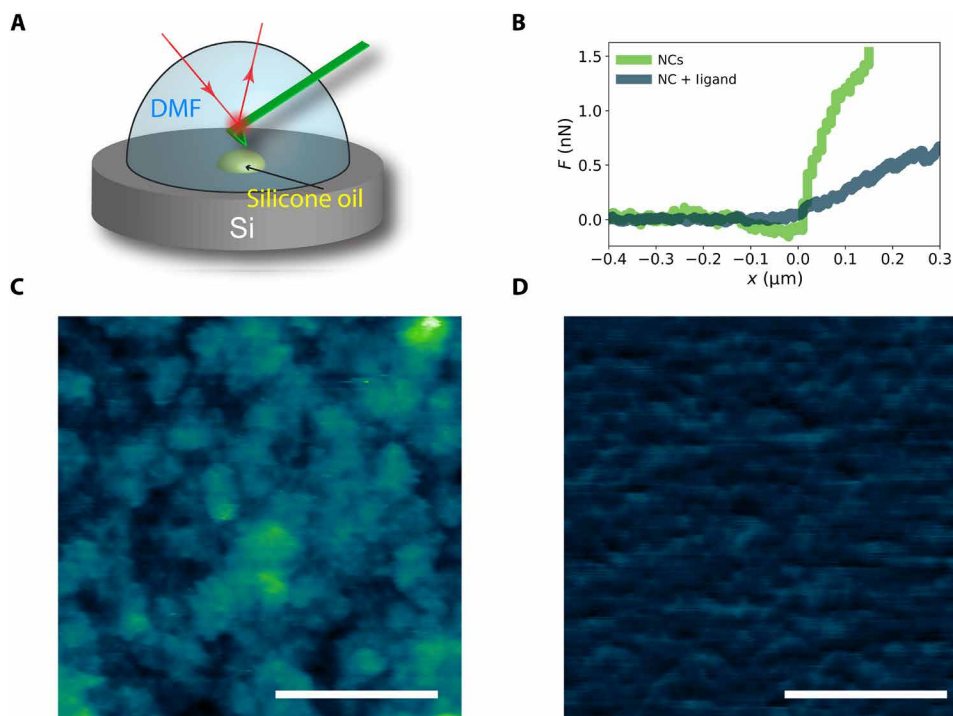 A
DMF
Silicone oil
Si
B
1.5
1.0
0.5
0.0
F (nN)
NCs
NC + ligand
−0.4 −0.3 −0.2 −0.1 0.0 0.1 0.2 0.3
x (μm)
C
D